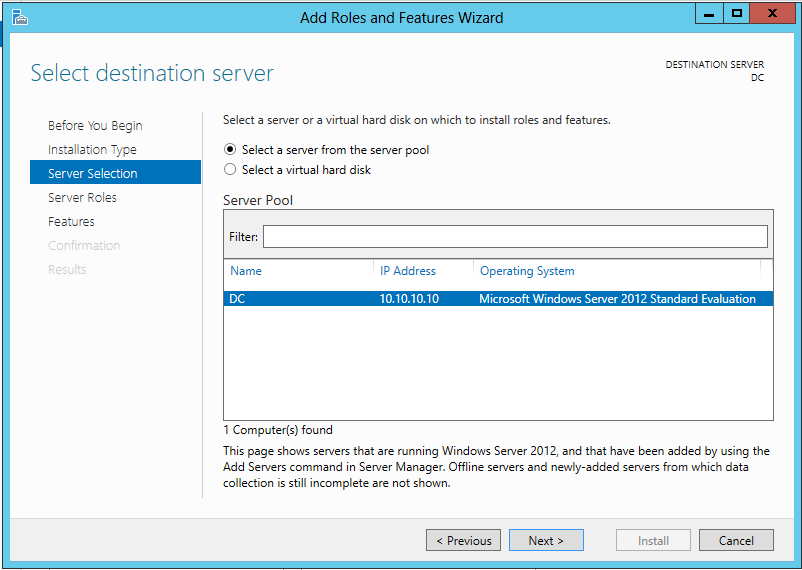 Add Roles and Features Wizard
Select destination server
DESTINATION SERVER
DC
Before You Begin
Installation Type
Server Selection
Server Roles
Features
Confirmation
Results
Select a server or a virtual hard disk on which to install roles and features.
Select a server from the server pool
Select a virtual hard disk
Server Pool
Filter:
Name IP Address Operating System
DC 10.10.10.10 Microsoft Windows Server 2012 Standard Evaluation
1 Computer(s) found
This page shows servers that are running Windows Server 2012, and that have been added by using the
Add Servers command in Server Manager. Offline servers and newly-added servers from which data
collection is still incomplete are not shown.
< Previous Next > Install Cancel